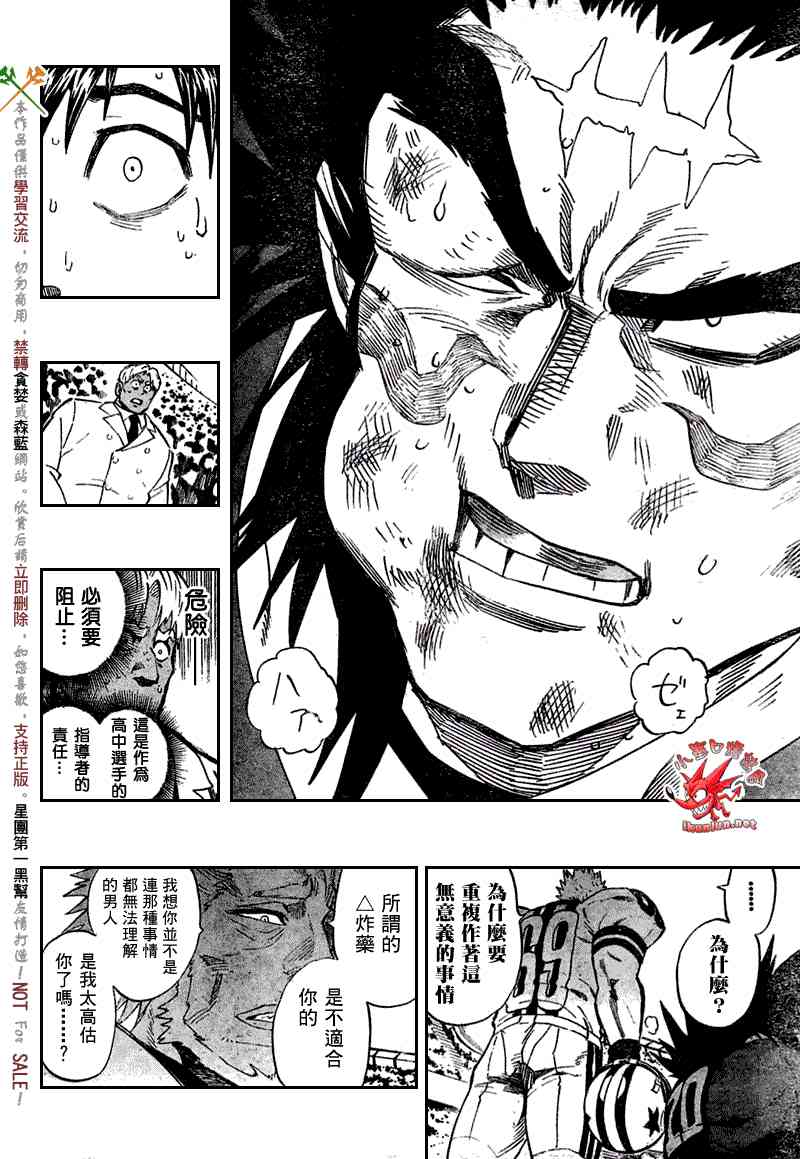 ゼェ
ハァ
危險
必須要
阻止…
這是作為
高中選手的
指導者的
責任…
……
為什麼？
為什麼要
重複作著這
無意義的事情
69
所謂的
△炸藥
是不適合
你的
我想你並不是
連那種事情
都無法理解
的男人
是我太高估
你了嗎……？
本作品僅供學習交流，切勿商用，禁轉貪婪或森藍網站。欣賞后請立即刪除，如您喜歡，支持正版。星團第一黑幫友情打造！NOT For SALE!